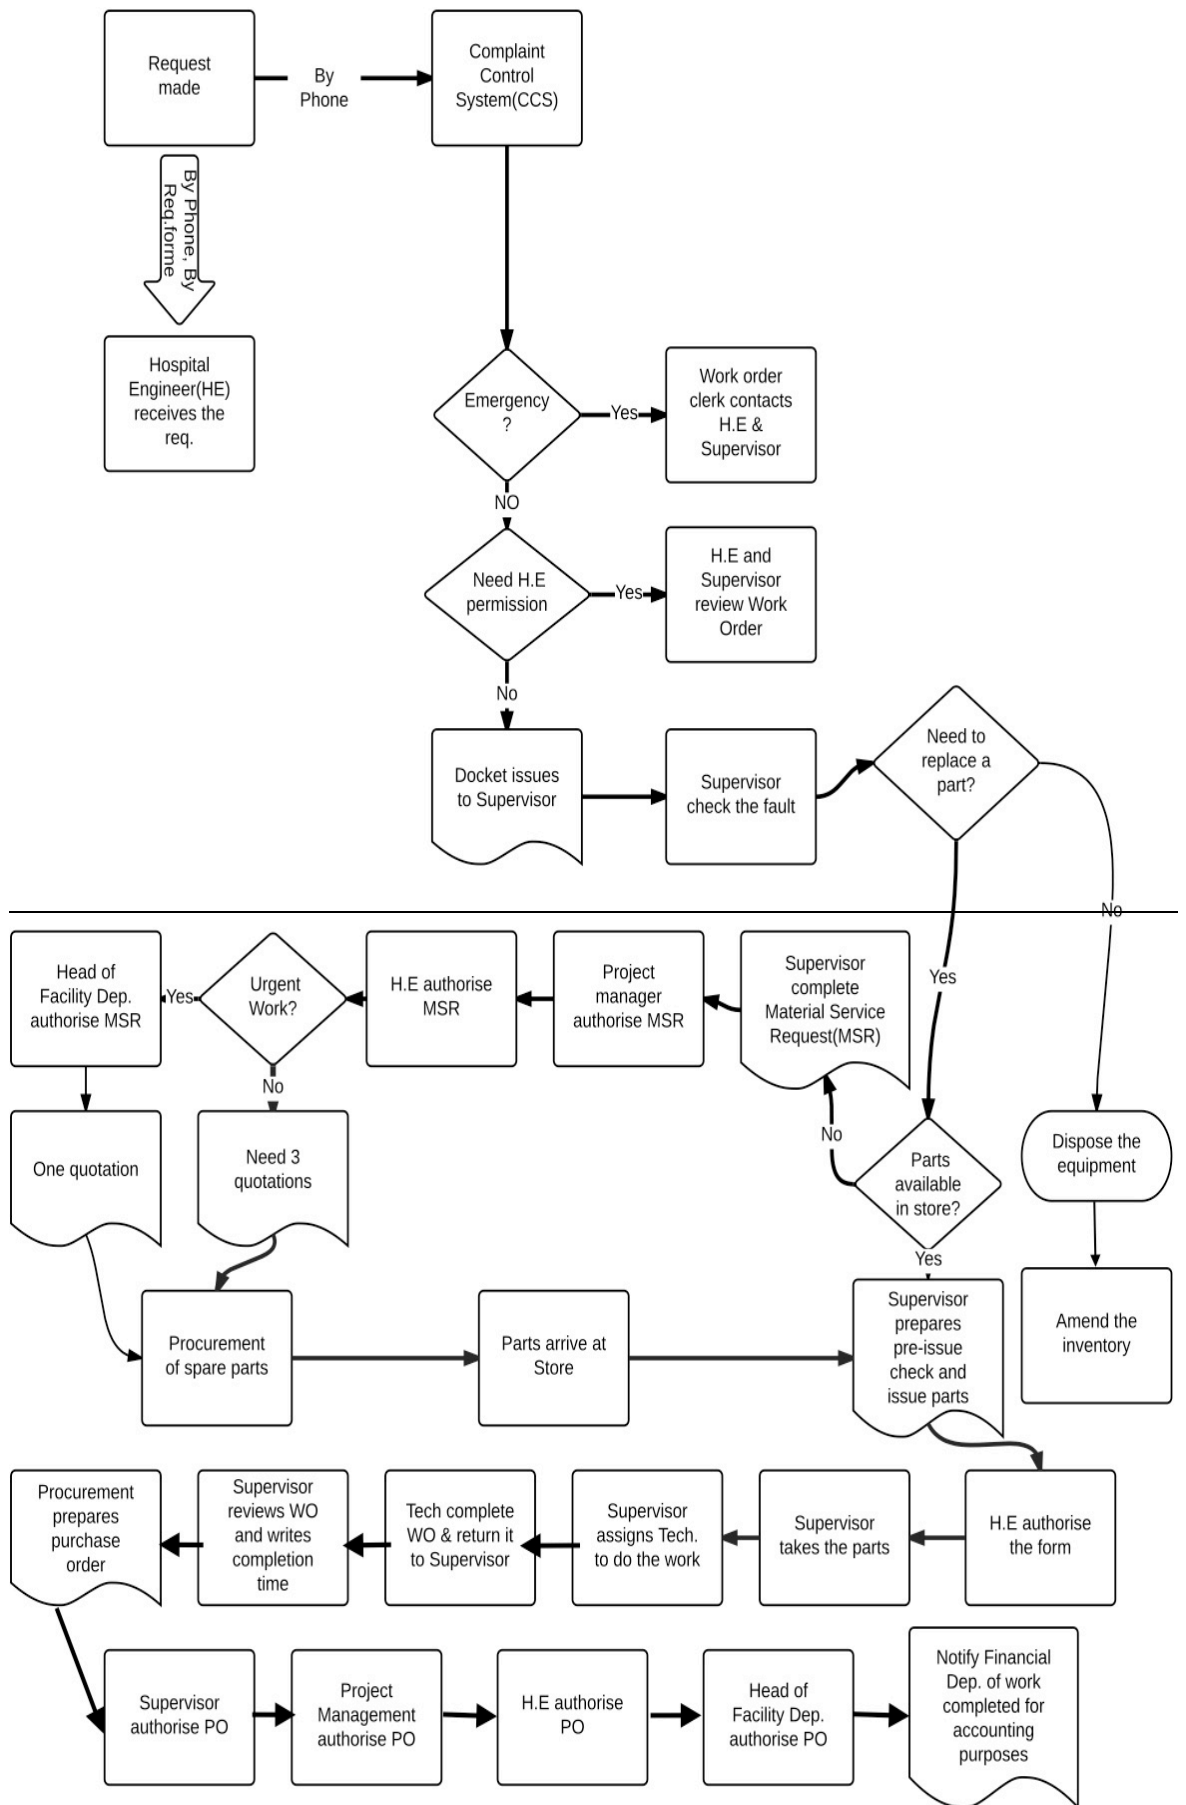 Request
made
By
Phone
Complaint
Control
System(CCS)
By Phone, By
Req.forme
Hospital
Engineer(HE)
receives the
req.
Emergency
?
Yes
Work order
clerk contacts
H.E &
Supervisor
NO
Need H.E
permission
Yes
H.E and
Supervisor
review Work
Order
No
Docket issues
to Supervisor
Supervisor
check the fault
Need to
replace a
part?
No
Yes
Head of
Facility Dep.
authorise MSR
Yes
Urgent
Work?
H.E authorise
MSR
Project
manager
authorise MSR
Supervisor
complete
Material Service
Request(MSR)
No
No
One quotation
Need 3
quotations
Parts
available
in store?
Dispose the
equipment
Yes
Procurement
of spare parts
Parts arrive at
Store
Supervisor
prepares
pre-issue
check and
issue parts
Amend the
inventory
Procurement
prepares
purchase
order
Supervisor
reviews WO
and writes
completion
time
Tech complete
WO & return it
to Supervisor
Supervisor
assigns Tech.
to do the work
Supervisor
takes the parts
H.E authorise
the form
Supervisor
authorise PO
Project
Management
authorise PO
H.E authorise
PO
Head of
Facility Dep.
authorise PO
Notify Financial
Dep. of work
completed for
accounting
purposes